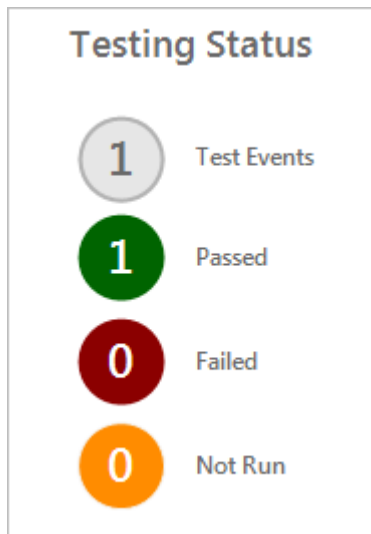 Testing Status
1 Test Events
1 Passed
0 Failed
0 Not Run